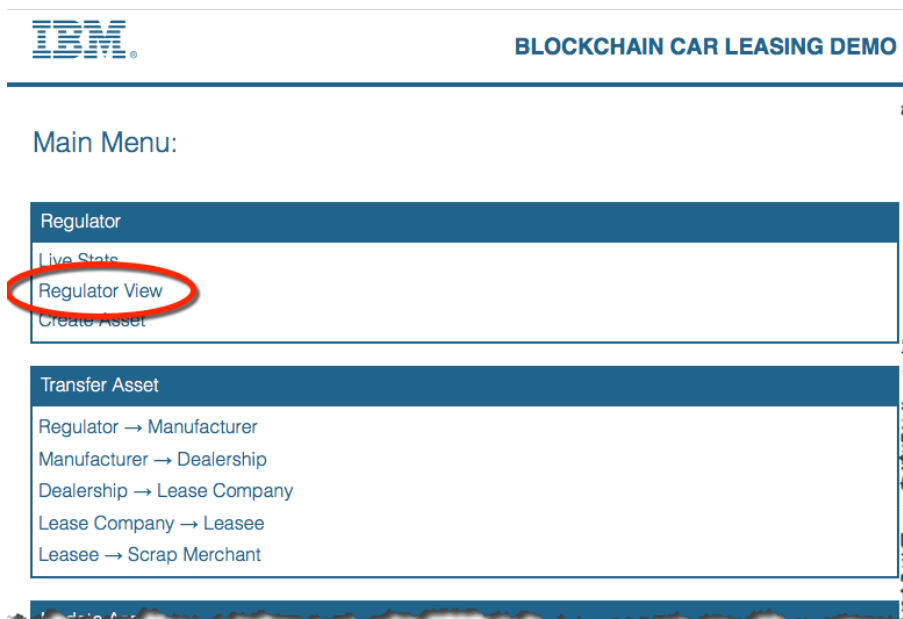 IBM®
BLOCKCHAIN CAR LEASING DEMO
Main Menu:
Regulator
Live Stats
Regulator View
Create Asset
Transfer Asset
Regulator → Manufacturer
Manufacturer → Dealership
Dealership → Lease Company
Lease Company → Leasee
Leasee → Scrap Merchant